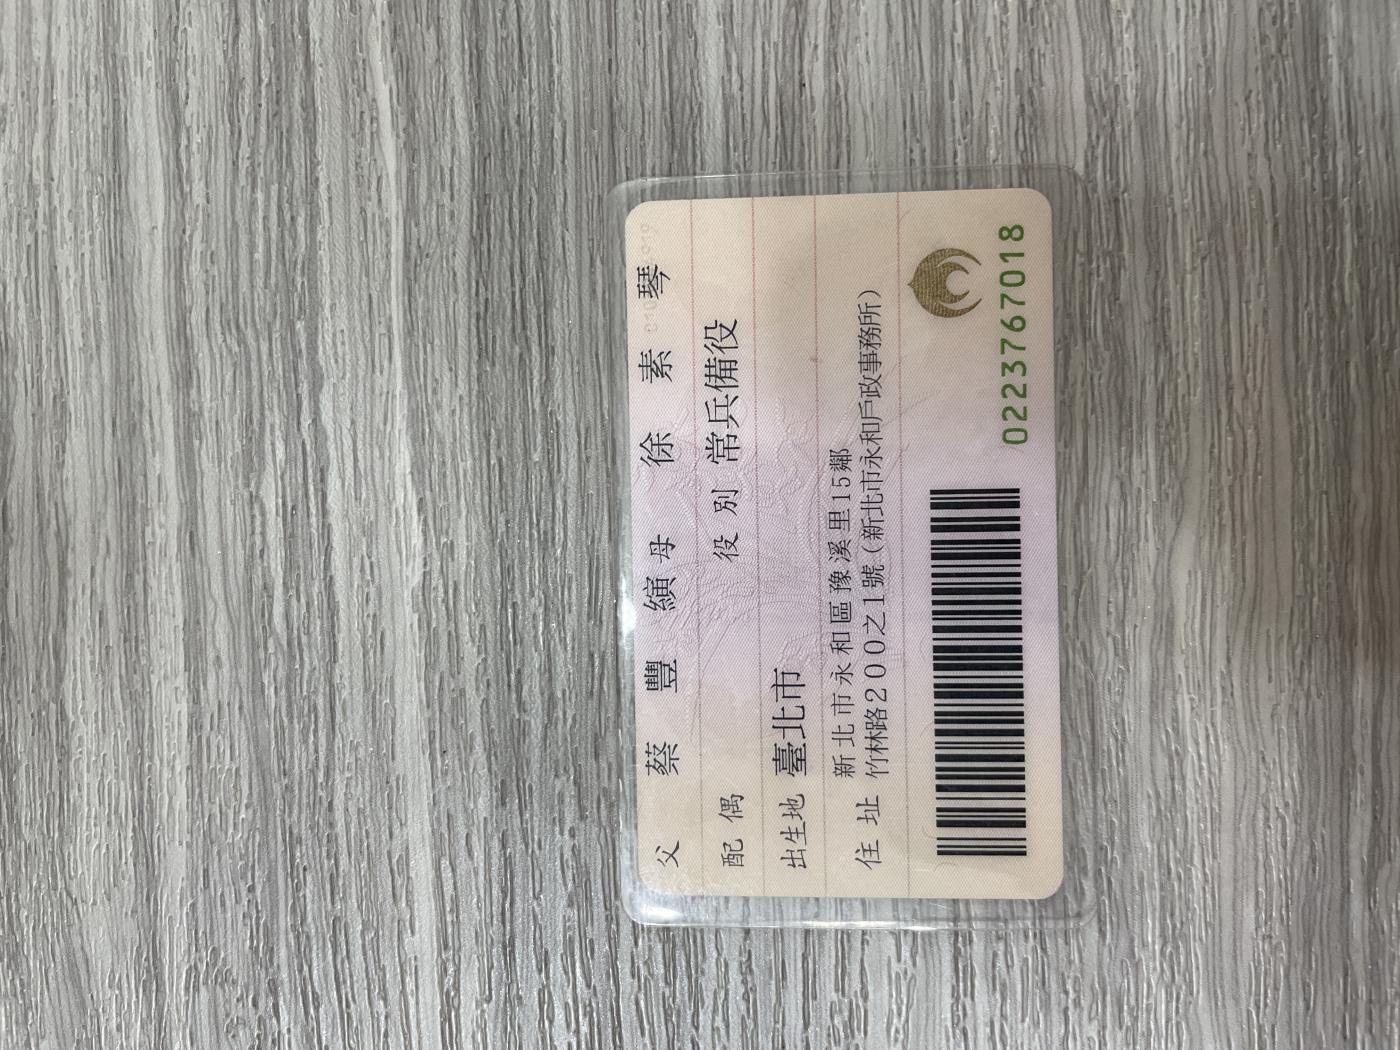 父 蔡豐縯 母 徐素琴
配偶 役別 常兵備役
出生地 臺北市
住址 新北市永和區豫溪里15鄰
竹林路200之1號(新北市永和戶政事務所)
0223767018